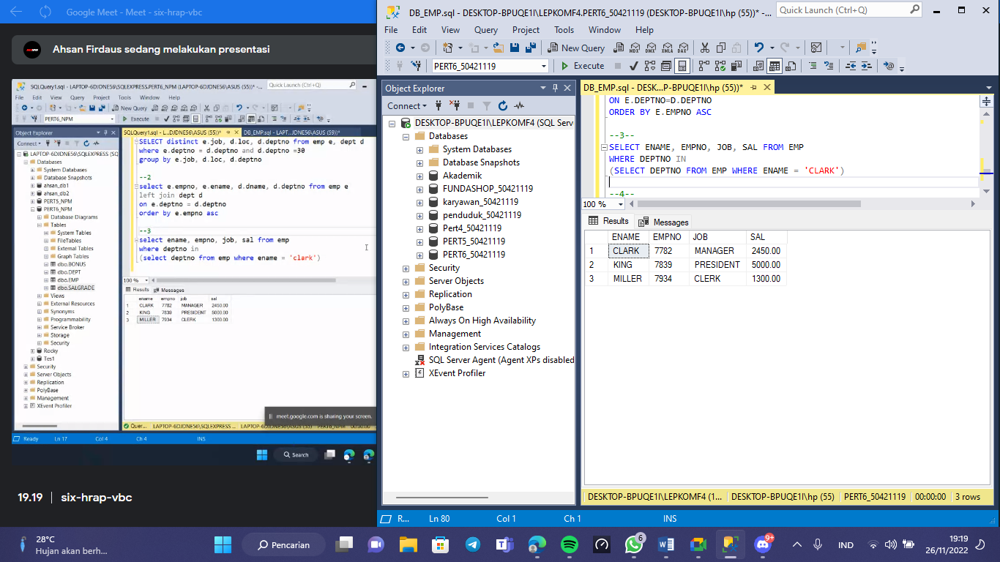 Google Meet - Meet - six-hrap-vbc
Ahsan Firdaus sedang melakukan presentasi
SQLQuery1.sql - LAPTOP-6DJDNE56\SQLEXPRESS.PERT6_NPM (LAPTOP-6DJDNE56\ASUS (55))* - ...
Quick Launch (Ctrl+Q)
File Edit View Query Project Tools Window Help
New Query
PERT6_NPM
Execute
Object Explorer
Connect
LAPTOP-6DJDNE56\SQLEXPRESS (SQ
Databases
System Databases
Database Snapshots
ahsan_db1
ahsan_db2
PERT5_NPM
PERT6_NPM
Database Diagrams
Tables
System Tables
FileTables
External Tables
Graph Tables
dbo.BONUS
dbo.DEPT
dbo.EMP
dbo.SALGRADE
Views
External Resources
Synonyms
Programmability
Service Broker
Storage
Security
Rocky
Tes1
Security
Server Objects
Replication
PolyBase
Management
XEvent Profiler
SQLQuery1.sql - L...DJDNE56\ASUS (55))*
DB_EMP.sql - LAPT...JDNE56\ASUS (59))*
SELECT distinct e.job, d.loc, d.deptno from emp e, dept d
where e.deptno = d.deptno and d.deptno =30
group by e.job, d.loc, d.deptno
--2
select e.empno, e.ename, d.dname, d.deptno from emp e
left join dept d
on e.deptno = d.deptno
order by e.empno asc
--3
select ename, empno, job, sal from emp
where deptno in
(select deptno from emp where ename = 'clark')
100 %
Results Messages
ename empno job sal
1 CLARK 7782 MANAGER 2450.00
2 KING 7839 PRESIDENT 5000.00
3 MILLER 7934 CLERK 1300.00
meet.google.com is sharing your screen.
Quer... LAPTOP-6DJDNE56\SQLEXPRESS ... LAPTOP-6DJDNE56\ASUS (55) PERT6_NPM 00:00:00
Ready Ln 17 Col 4 Ch 4 INS
Search
19.19 | six-hrap-vbc
DB_EMP.sql - DESKTOP-BPUQE1I\LEPKOMF4.PERT6_50421119 (DESKTOP-BPUQE1I\hp (55))* -...
Quick Launch (Ctrl+Q)
File Edit View Query Project Tools Window Help
New Query MDX DMX XMLA DAX
PERT6_50421119
Execute
Object Explorer
Connect
DESKTOP-BPUQE1I\LEPKOMF4 (SQL Serv
Databases
System Databases
Database Snapshots
Akademik
FUNDASHOP_50421119
karyawan_50421119
penduduk_50421119
Pert4_50421119
PERT5_50421119
PERT6_50421119
Security
Server Objects
Replication
PolyBase
Always On High Availability
Management
Integration Services Catalogs
SQL Server Agent (Agent XPs disabled
XEvent Profiler
DB_EMP.sql - DESK...P-BPUQE1I\hp (55))*
ON E.DEPTNO=D.DEPTNO
ORDER BY E.EMPNO ASC
--3--
SELECT ENAME, EMPNO, JOB, SAL FROM EMP
WHERE DEPTNO IN
(SELECT DEPTNO FROM EMP WHERE ENAME = 'CLARK')
--4--
100 %
Results Messages
ENAME EMPNO JOB SAL
1 CLARK 7782 MANAGER 2450.00
2 KING 7839 PRESIDENT 5000.00
3 MILLER 7934 CLERK 1300.00
DESKTOP-BPUQE1I\LEPKOMF4 (1... DESKTOP-BPUQE1I\hp (55) PERT6_50421119 00:00:00 3 rows
R... Ln 80 Col 1 Ch 1 INS
28°C
Hujan akan berh...
Pencarian
6
9+
IND
19:19
26/11/2022